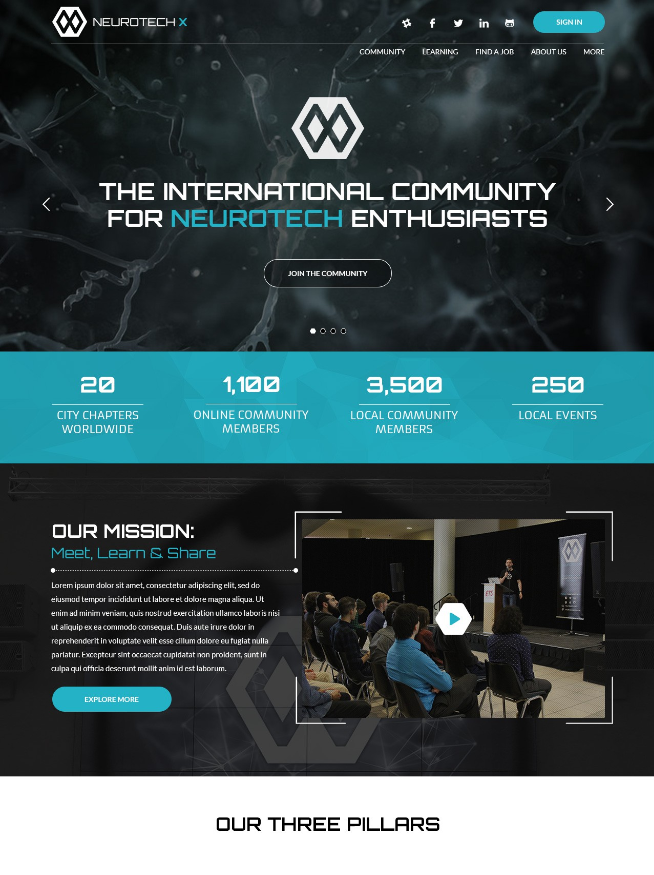 NEUROTECH X
SIGN IN
COMMUNITY LEARNING FIND A JOB ABOUT US MORE
THE INTERNATIONAL COMMUNITY
FOR NEUROTECH ENTHUSIASTS
JOIN THE COMMUNITY
20
CITY CHAPTERS
WORLDWIDE
1,100
ONLINE COMMUNITY
MEMBERS
3,500
LOCAL COMMUNITY
MEMBERS
250
LOCAL EVENTS
OUR MISSION:
Meet, Learn & Share
Lorem ipsum dolor sit amet, consectetur adipiscing elit, sed do
eiusmod tempor incididunt ut labore et dolore magna aliqua. Ut
enim ad minim veniam, quis nostrud exercitation ullamco laboris nisi
ut aliquip ex ea commodo consequat. Duis aute irure dolor in
reprehenderit in voluptate velit esse cillum dolore eu fugiat nulla
pariatur. Excepteur sint occaecat cupidatat non proident, sunt in
culpa qui officia deserunt mollit anim id est laborum.
EXPLORE MORE
OUR THREE PILLARS